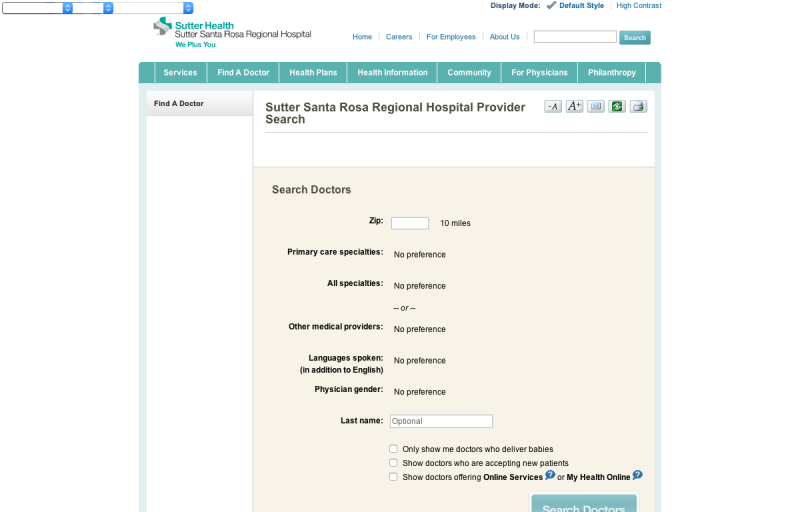 Display Mode: Default Style High Contrast
Sutter Health
Sutter Santa Rosa Regional Hospital
We Plus You
Home Careers For Employees About Us Search
Services Find A Doctor Health Plans Health Information Community For Physicians Philanthropy
Find A Doctor
Sutter Santa Rosa Regional Hospital Provider
Search
-A A+
Search Doctors
Zip: 10 miles
Primary care specialties: No preference
All specialties: No preference
-- or --
Other medical providers: No preference
Languages spoken:
(in addition to English) No preference
Physician gender: No preference
Last name: Optional
Only show me doctors who deliver babies
Show doctors who are accepting new patients
Show doctors offering Online Services ? or My Health Online ?
Search Doctors